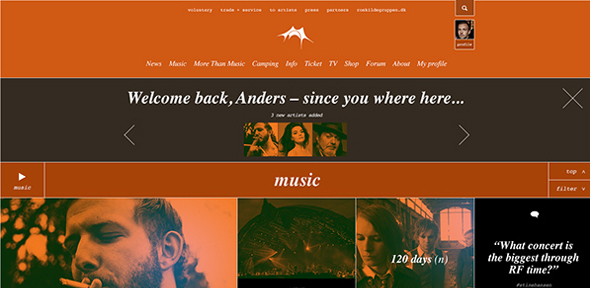 voluntary trade + service to artists press partners roskildegruppen.dk
profile
News Music More Than Music Camping Info Ticket TV Shop Forum About My profile
Welcome back, Anders – since you where here...
3 new artists added
music
music
top
filter
120 days (n)
“What concert is
the biggest through
RF time?”
#stinehansen